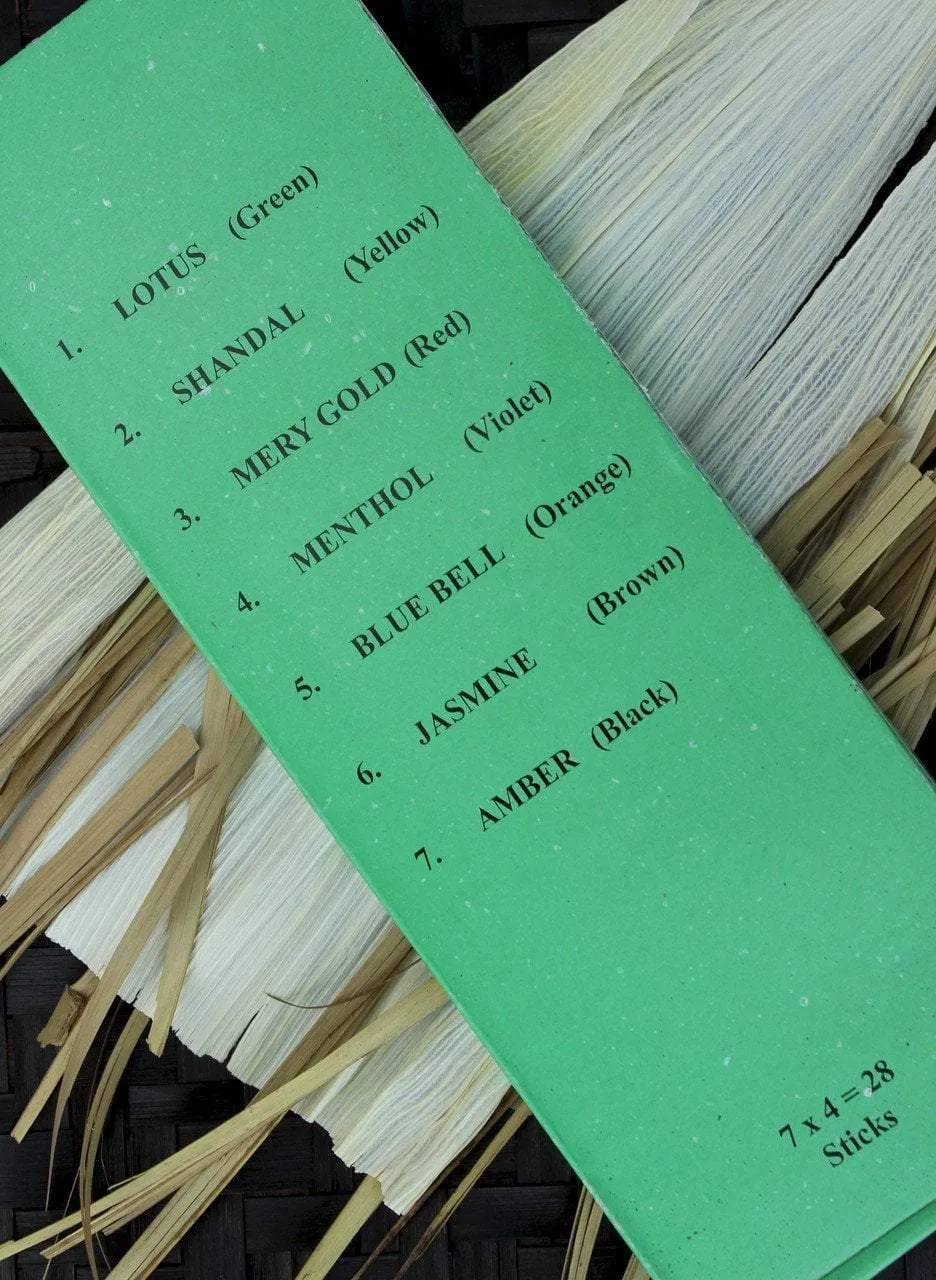 1. LOTUS (Green)
2. SHANDAL (Yellow)
3. MERY GOLD (Red)
4. MENTHOL (Violet)
5. BLUE BELL (Orange)
6. JASMINE (Brown)
7. AMBER (Black)
7 x 4 = 28
Sticks